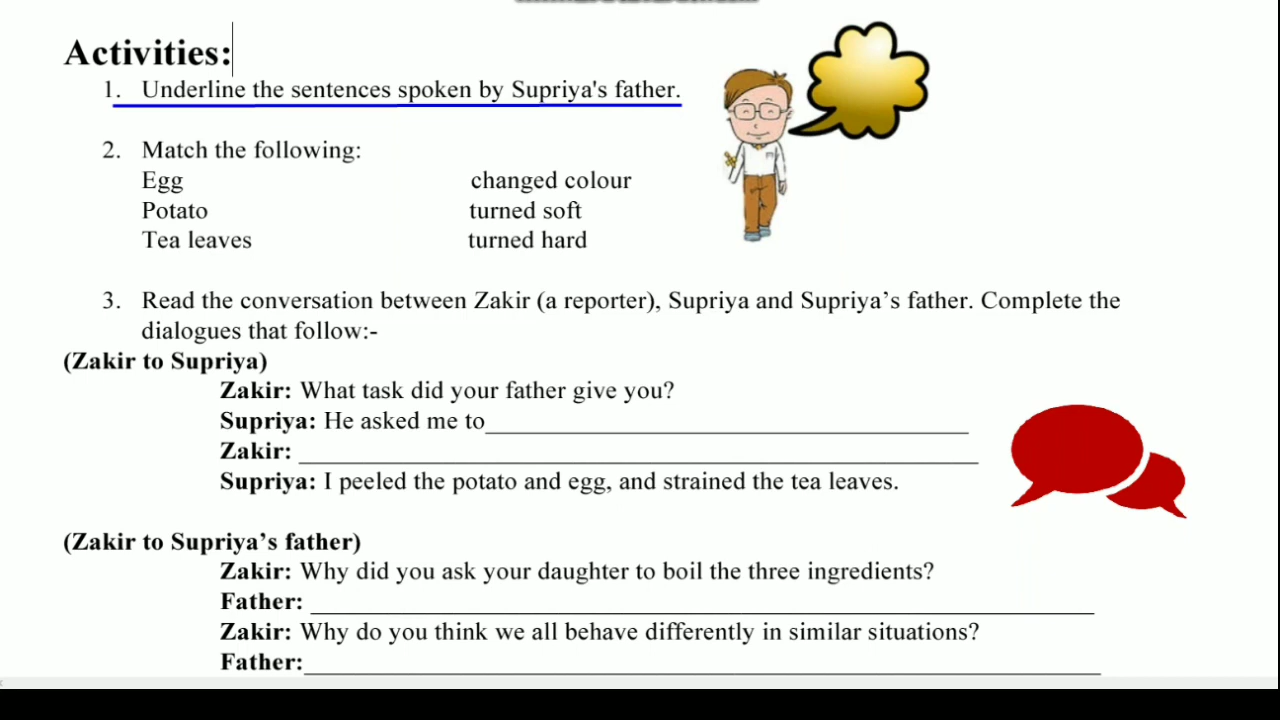 Activities:
1. Underline the sentences spoken by Supriya's father.
2. Match the following:
Egg changed colour
Potato turned soft
Tea leaves turned hard
3. Read the conversation between Zakir (a reporter), Supriya and Supriya’s father. Complete the
dialogues that follow:-
(Zakir to Supriya)
Zakir: What task did your father give you?
Supriya: He asked me to____________________________________
Zakir: ___________________________________________________
Supriya: I peeled the potato and egg, and strained the tea leaves.
(Zakir to Supriya’s father)
Zakir: Why did you ask your daughter to boil the three ingredients?
Father: ___________________________________________________________
Zakir: Why do you think we all behave differently in similar situations?
Father:____________________________________________________________